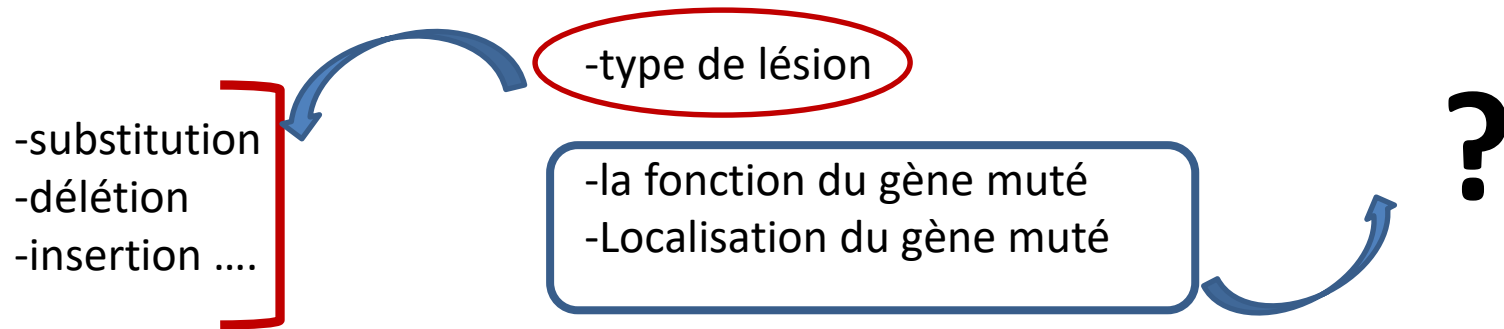 -type de lésion
-substitution
-délétion
-insertion ….
-la fonction du gène muté
-Localisation du gène muté
?